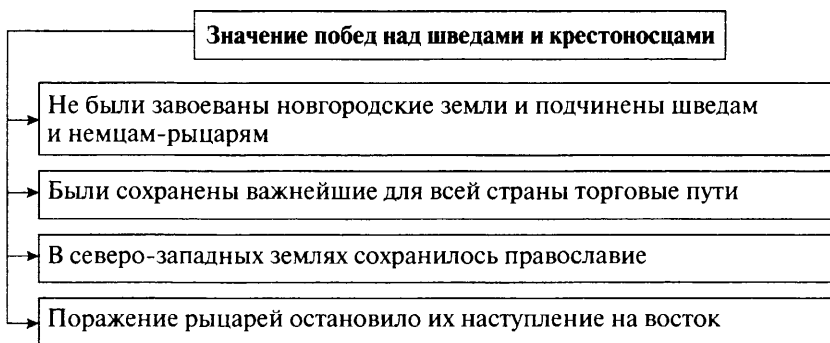 Значение побед над шведами и крестоносцами
Не были завоеваны новгородские земли и подчинены шведам
и немцам-рыцарям
Были сохранены важнейшие для всей страны торговые пути
В северо-западных землях сохранилось православие
Поражение рыцарей остановило их наступление на восток